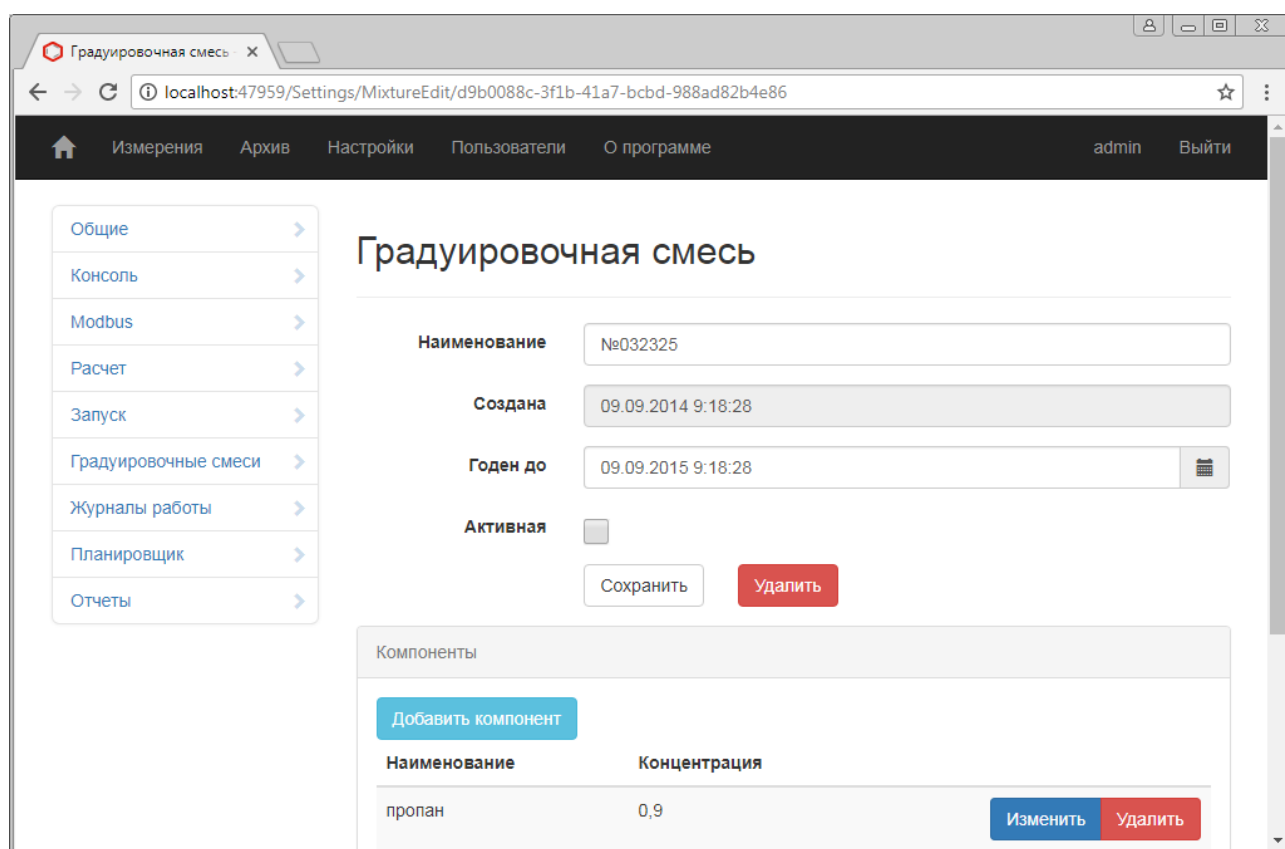 Градуировочная смесь
localhost:47959/Settings/MixtureEdit/d9b0088c-3f1b-41a7-bcbd-988ad82b4e86
Измерения Архив Настройки Пользователи О программе admin Выйти
Общие
Консоль
Modbus
Расчет
Запуск
Градуировочные смеси
Журналы работы
Планировщик
Отчеты
Градуировочная смесь
Наименование №032325
Создана 09.09.2014 9:18:28
Годен до 09.09.2015 9:18:28
Активная
Сохранить Удалить
Компоненты
Добавить компонент
Наименование Концентрация
пропан 0,9 Изменить Удалить